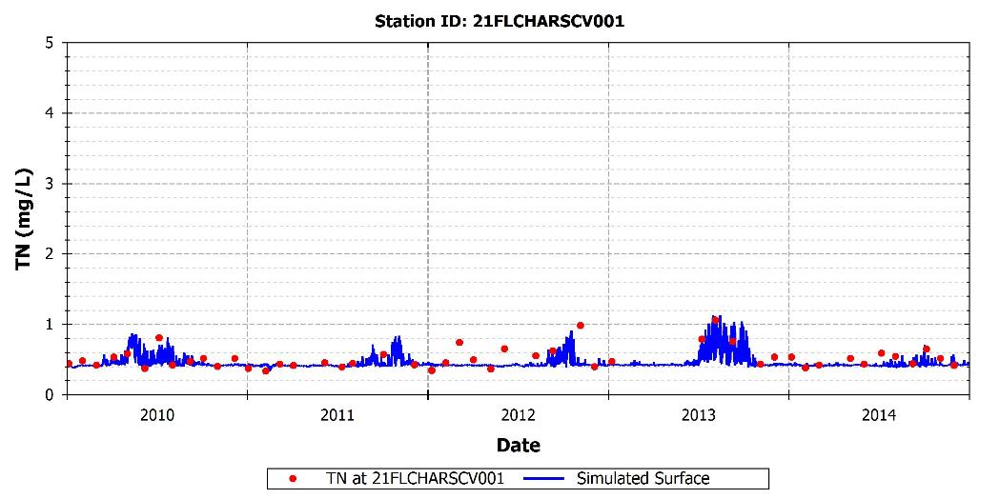 Station ID: 21FLCHARSCV001
5
4
3
2
1
0
TN (mg/L)
2010 2011 2012 2013 2014
Date
TN at 21FLCHARSCV001 Simulated Surface